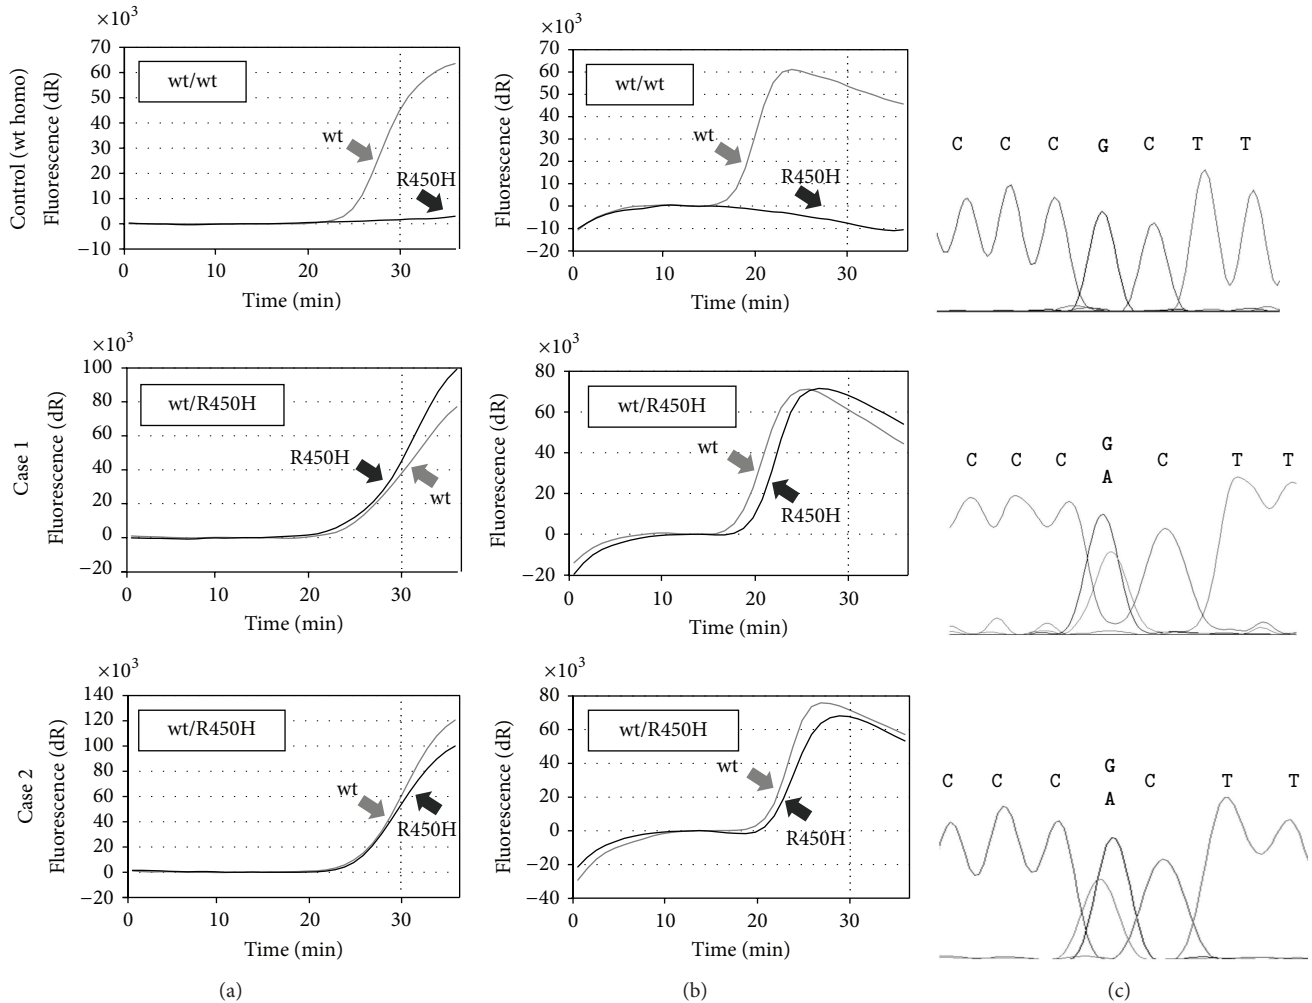 ×10³
Control (wt homo)
Fluorescence (dR)
70
60
50
40
30
20
10
0
−10
wt/wt
wt
R450H
0 10 20 30
Time (min)
×10³
Fluorescence (dR)
70
60
50
40
30
20
10
0
−10
−20
wt/wt
wt
R450H
0 10 20 30
Time (min)
C C C G C T T
×10³
Case 1
Fluorescence (dR)
100
80
60
40
20
0
−20
wt/R450H
R450H
wt
0 10 20 30
Time (min)
×10³
Fluorescence (dR)
80
60
40
20
0
−20
wt/R450H
wt
R450H
0 10 20 30
Time (min)
G
C C C C T T
A
×10³
Case 2
Fluorescence (dR)
140
120
100
80
60
40
20
0
−20
wt/R450H
wt
R450H
0 10 20 30
Time (min)
×10³
Fluorescence (dR)
80
60
40
20
0
−20
−40
wt/R450H
wt
R450H
0 10 20 30
Time (min)
G
C C C C T T
A
(a) (b) (c)